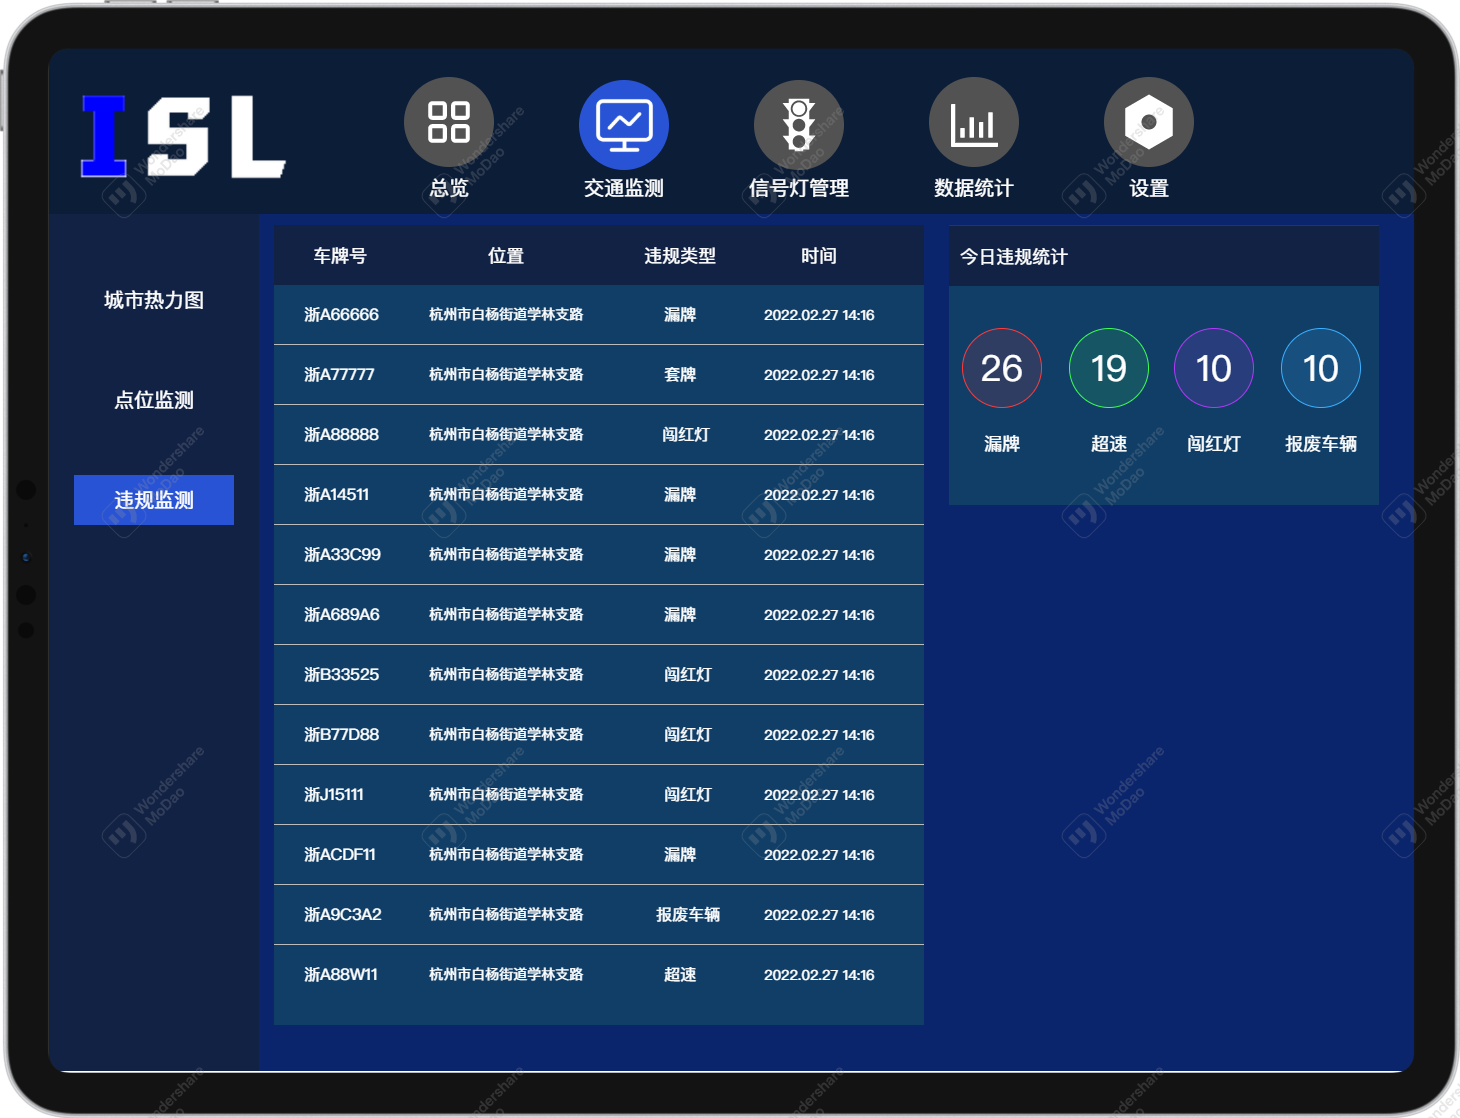 ISL
总览
交通监测
信号灯管理
数据统计
设置
城市热力图
点位监测
违规监测
车牌号 位置 违规类型 时间
浙A66666 杭州市白杨街道学林支路 漏牌 2022.02.27 14:16
浙A77777 杭州市白杨街道学林支路 套牌 2022.02.27 14:16
浙A88888 杭州市白杨街道学林支路 闯红灯 2022.02.27 14:16
浙A14511 杭州市白杨街道学林支路 漏牌 2022.02.27 14:16
浙A33C99 杭州市白杨街道学林支路 漏牌 2022.02.27 14:16
浙A689A6 杭州市白杨街道学林支路 漏牌 2022.02.27 14:16
浙B33525 杭州市白杨街道学林支路 闯红灯 2022.02.27 14:16
浙B77D88 杭州市白杨街道学林支路 闯红灯 2022.02.27 14:16
浙J15111 杭州市白杨街道学林支路 闯红灯 2022.02.27 14:16
浙ACDF11 杭州市白杨街道学林支路 漏牌 2022.02.27 14:16
浙A9C3A2 杭州市白杨街道学林支路 报废车辆 2022.02.27 14:16
浙A88W11 杭州市白杨街道学林支路 超速 2022.02.27 14:16
今日违规统计
26 19 10 10
漏牌 超速 闯红灯 报废车辆
Wondershare
MoDao